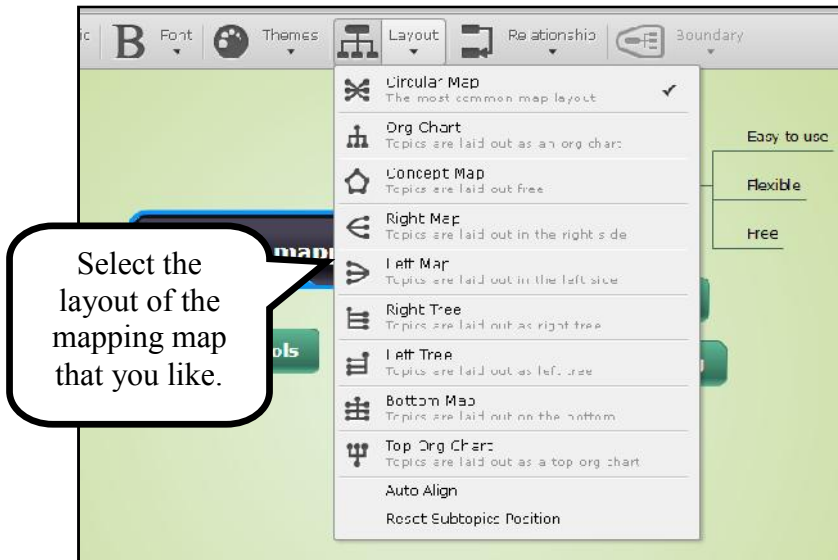 ic B Font Themes Layout Relationship Boundary
Circular Map
The most common map layout
Org Chart
Topics are laid out as an org chart
Concept Map
Topics are laid out free
Right Map
Topics are laid out in the right side
Left Map
Topics are laid out in the left side
Right Tree
Topics are laid out as right tree
Left Tree
Topics are laid out as left tree
Bottom Map
Topics are laid out on the bottom
Top Org Chart
Topics are laid out as a top org chart
Auto Align
Reset Subtopics Position
Easy to use
Flexible
Free
mapp
ols
Select the
layout of the
mapping map
that you like.